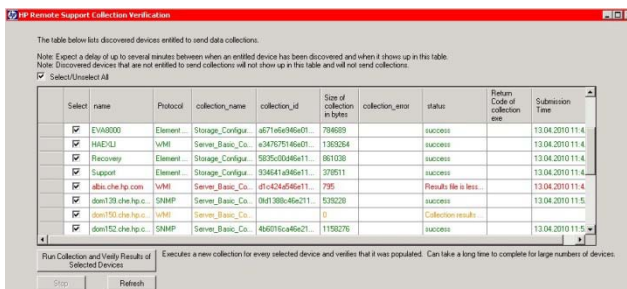 HP Remote Support Collection Verification
The table below lists discovered devices entitled to send data collections.
Note: Expect a delay of up to several minutes between when an entitled device has been discovered and when it shows up in this table.
Note: Discovered devices that are not entitled to send collections will not show up in this table and will not send collections.
Select/Unselect All
Select name Protocol collection_name collection_id Size of collection in bytes collection_error status Return Code of collection exe Submission Time
EVA8000 Element ... Storage_Configur... a671e6e946e01... 784689 success 13.04.2010 11:4.
HAEXLI WMI Server_Basic_Co... e347675146e01... 1369264 success 13.04.2010 11:4.
Recovery Element ... Storage_Configur... 5835c00d46e11... 861038 success 13.04.2010 11:4.
Support Element ... Storage_Configur... 934641a946e11... 378511 success 13.04.2010 11:4.
albis.che.hp.com WMI Server_Basic_Co... d1c424a546e11... 795 Results file is less... 13.04.2010 11:4.
dom139.che.hp.c... SNMP Server_Basic_Co... 0fd1388c46e211... 539228 success 13.04.2010 11:5.
dom150.che.hp.c... WMI Server_Basic_Co... 0 Collection results ...
dom152.che.hp.c... SNMP Server_Basic_Co... 4b6016ca46e21... 1158276 success 13.04.2010 11:5.
Run Collection and Verify Results of Selected Devices Executes a new collection for every selected device and verifies that it was populated. Can take a long time to complete for large numbers of devices.
Stop Refresh